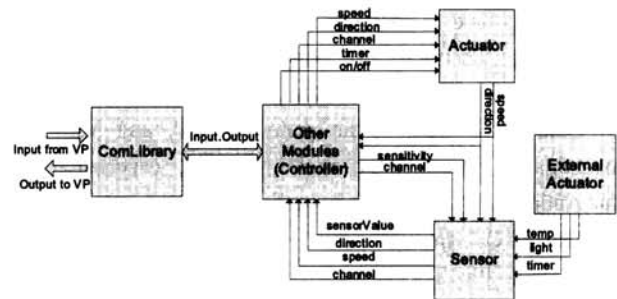 speed
direction
channel
timer
on/off
Actuator
speed
direction
Input from VP
Output to VP
ComLibrary
Input.Output
Other
Modules
(Controller)
sensitivity
channel
External
Actuator
sensorValue
direction
speed
channel
Sensor
temp
light
timer